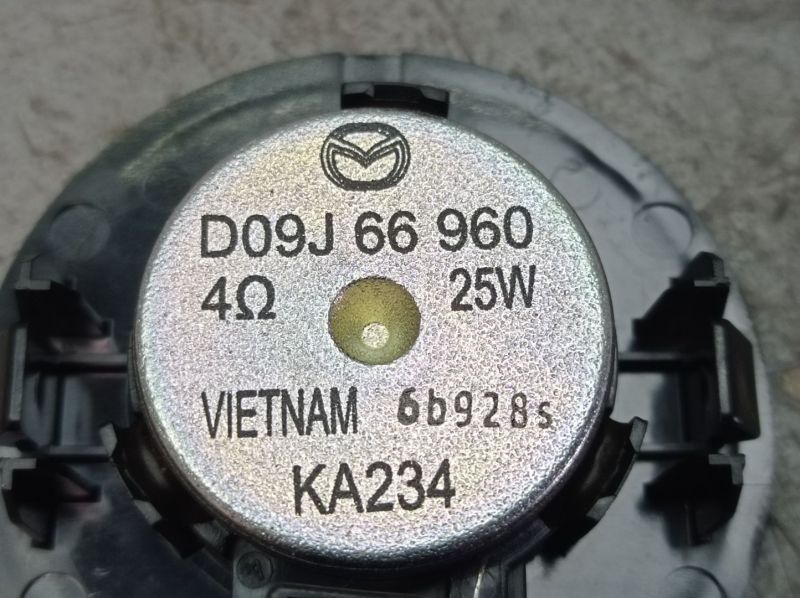 D09J 66 960
4Ω 25W
VIETNAM 6b928s
KA234